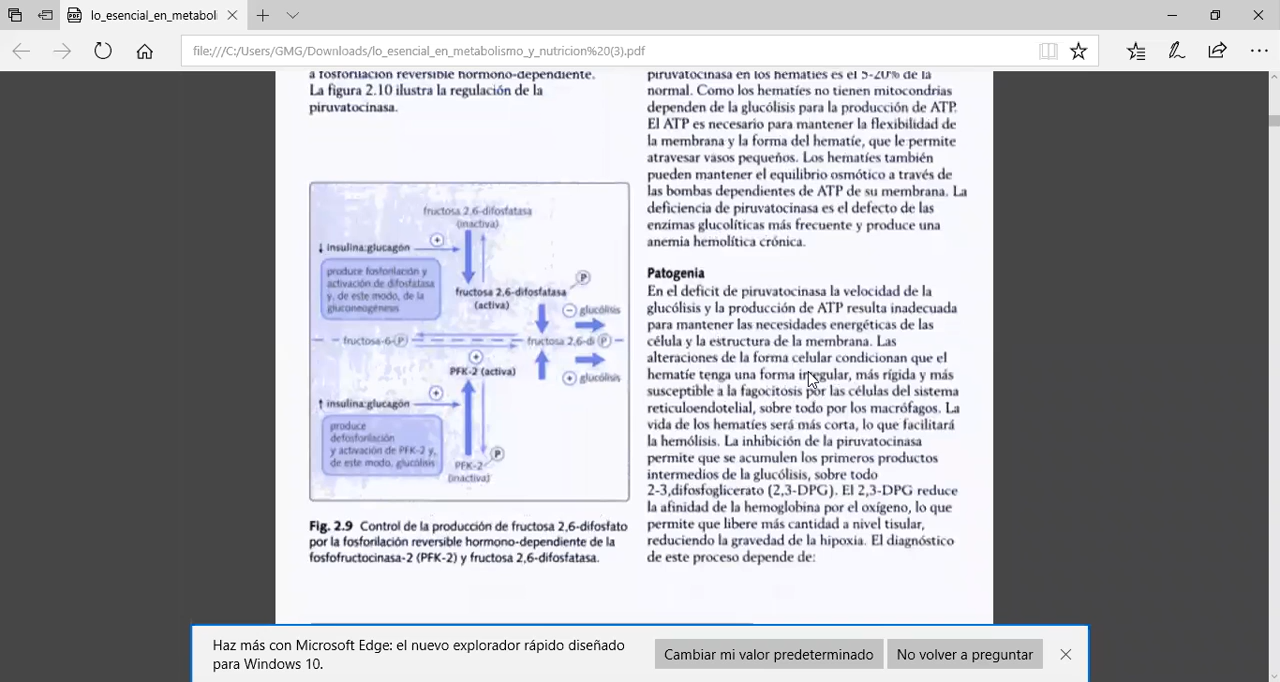 lo_esencial_en_metaboli
file:///C:/Users/GMG/Downloads/lo_esencial_en_metabolismo_y_nutricion%20(3).pdf
a fosforilación reversible hormono-dependiente.
La figura 2.10 ilustra la regulación de la
piruvatocinasa.
fructosa 2,6-difosfatasa
(inactiva)
↓ insulina:glucagón
+
produce fosforilación y
activación de difosfatasa
y, de este modo, de la
gluconeogénesis
P
fructosa 2,6-difosfatasa
(activa)
− glucólisis
fructosa-6-P
fructosa 2,6-di P
+
PFK-2 (activa)
+ glucólisis
↑ insulina:glucagón
+
produce
defosforilación
y activación de PFK-2 y,
de este modo, glucólisis
P
PFK-2
(inactiva)
Fig. 2.9 Control de la producción de fructosa 2,6-difosfato
por la fosforilación reversible hormono-dependiente de la
fosfofructocinasa-2 (PFK-2) y fructosa 2,6-difosfatasa.
piruvatocinasa en los hematíes es el 5-20% de la
normal. Como los hematíes no tienen mitocondrias
dependen de la glucólisis para la producción de ATP.
El ATP es necesario para mantener la flexibilidad de
la membrana y la forma del hematíe, que le permite
atravesar vasos pequeños. Los hematíes también
pueden mantener el equilibrio osmótico a través de
las bombas dependientes de ATP de su membrana. La
deficiencia de piruvatocinasa es el defecto de las
enzimas glucolíticas más frecuente y produce una
anemia hemolítica crónica.
Patogenia
En el deficit de piruvatocinasa la velocidad de la
glucólisis y la producción de ATP resulta inadecuada
para mantener las necesidades energéticas de las
célula y la estructura de la membrana. Las
alteraciones de la forma celular condicionan que el
hematíe tenga una forma irregular, más rígida y más
susceptible a la fagocitosis por las células del sistema
reticuloendotelial, sobre todo por los macrófagos. La
vida de los hematíes será más corta, lo que facilitará
la hemólisis. La inhibición de la piruvatocinasa
permite que se acumulen los primeros productos
intermedios de la glucólisis, sobre todo
2-3,difosfoglicerato (2,3-DPG). El 2,3-DPG reduce
la afinidad de la hemoglobina por el oxígeno, lo que
permite que libere más cantidad a nivel tisular,
reduciendo la gravedad de la hipoxia. El diagnóstico
de este proceso depende de:
Haz más con Microsoft Edge: el nuevo explorador rápido diseñado
para Windows 10.
Cambiar mi valor predeterminado
No volver a preguntar